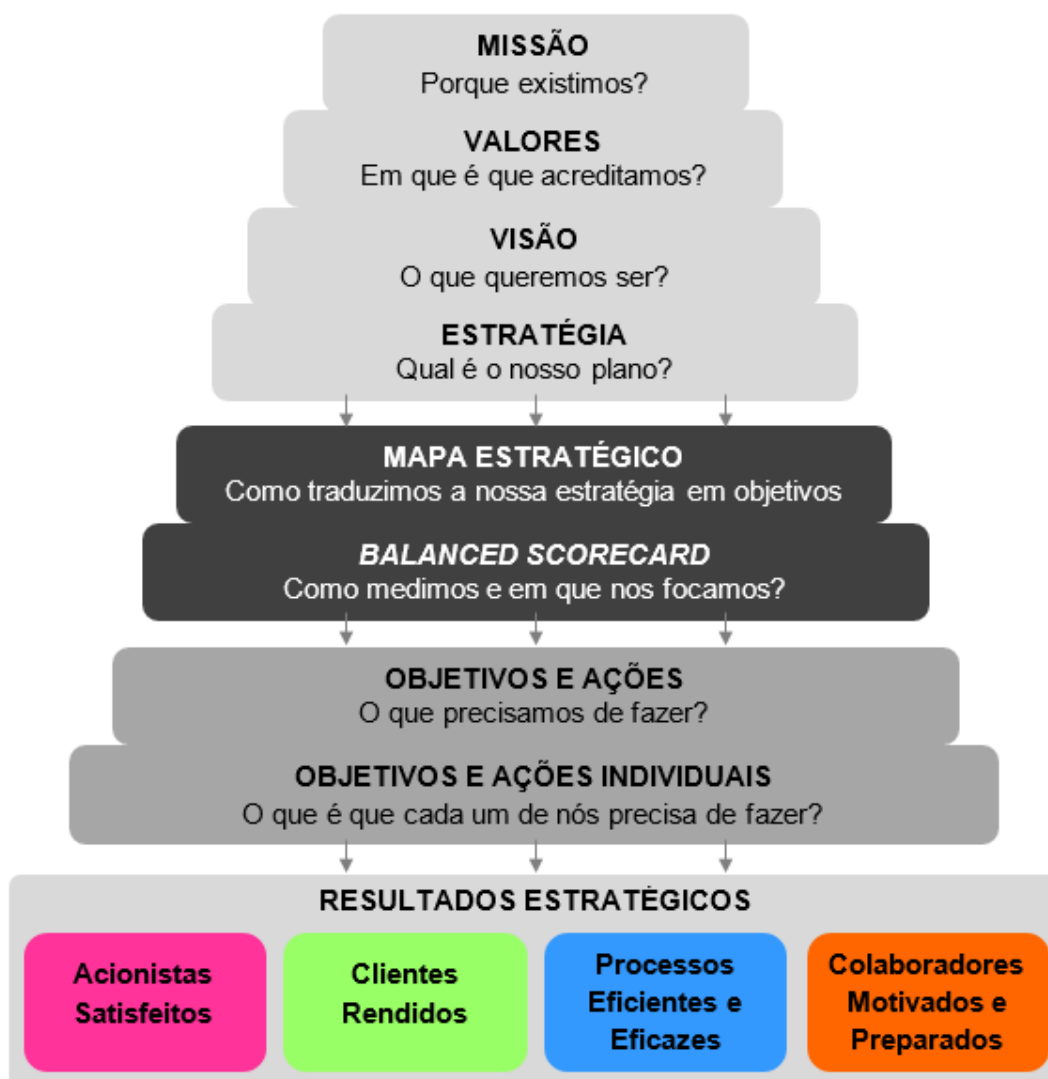 MISSÃO
Porque existimos?
VALORES
Em que é que acreditamos?
VISÃO
O que queremos ser?
ESTRATÉGIA
Qual é o nosso plano?
MAPA ESTRATÉGICO
Como traduzimos a nossa estratégia em objetivos
BALANCED SCORECARD
Como medimos e em que nos focamos?
OBJETIVOS E AÇÕES
O que precisamos de fazer?
OBJETIVOS E AÇÕES INDIVIDUAIS
O que é que cada um de nós precisa de fazer?
RESULTADOS ESTRATÉGICOS
Acionistas
Satisfeitos
Clientes
Rendidos
Processos
Eficientes e
Eficazes
Colaboradores
Motivados e
Preparados